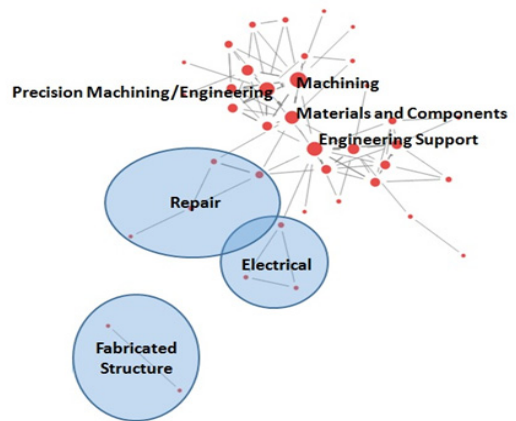 Machining
Precision Machining/Engineering
Materials and Components
Engineering Support
Repair
Electrical
Fabricated
Structure